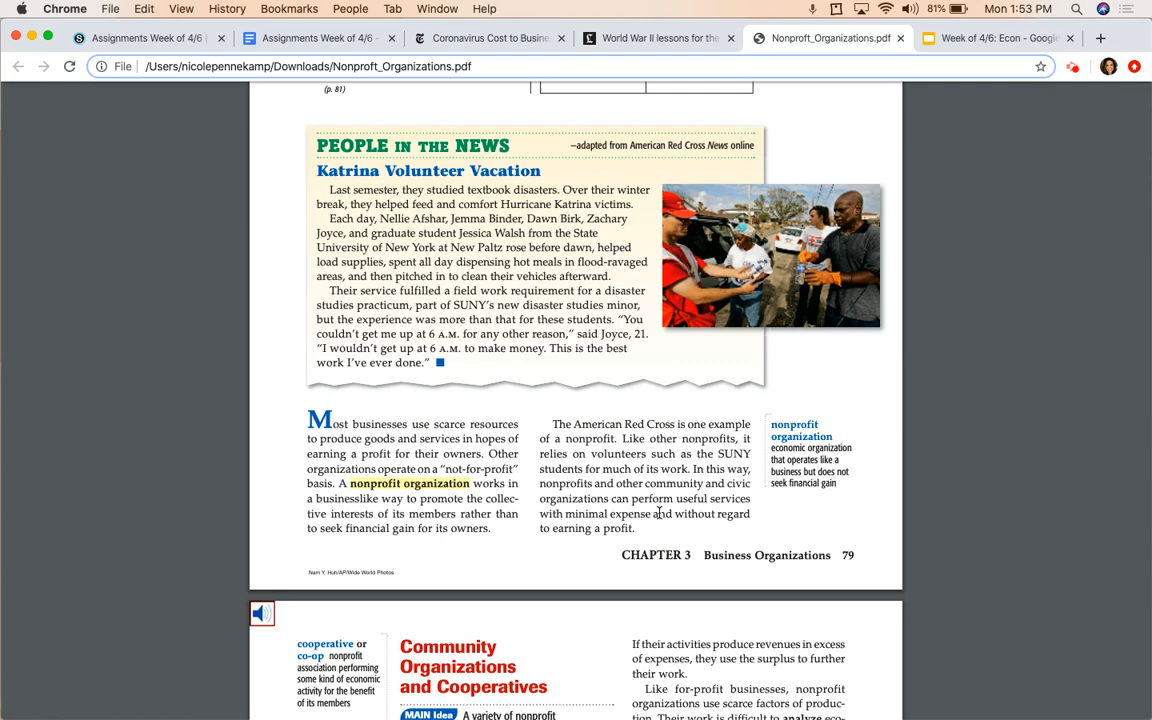 Chrome File Edit View History Bookmarks People Tab Window Help 81% Mon 1:53 PM
Assignments Week of 4/6 Assignments Week of 4/6 - Coronavirus Cost to Busine World War II lessons for the Nonproft_Organizations.pdf Week of 4/6: Econ - Google
File /Users/nicolepennekamp/Downloads/Nonproft_Organizations.pdf
(p. 81)
PEOPLE IN THE NEWS
—adapted from American Red Cross News online
Katrina Volunteer Vacation
Last semester, they studied textbook disasters. Over their winter
break, they helped feed and comfort Hurricane Katrina victims.
Each day, Nellie Afshar, Jemma Binder, Dawn Birk, Zachary
Joyce, and graduate student Jessica Walsh from the State
University of New York at New Paltz rose before dawn, helped
load supplies, spent all day dispensing hot meals in flood-ravaged
areas, and then pitched in to clean their vehicles afterward.
Their service fulfilled a field work requirement for a disaster
studies practicum, part of SUNY's new disaster studies minor,
but the experience was more than that for these students. "You
couldn't get me up at 6 A.M. for any other reason," said Joyce, 21.
"I wouldn't get up at 6 A.M. to make money. This is the best
work I've ever done."
Most businesses use scarce resources
to produce goods and services in hopes of
earning a profit for their owners. Other
organizations operate on a "not-for-profit"
basis. A nonprofit organization works in
a businesslike way to promote the collec-
tive interests of its members rather than
to seek financial gain for its owners.
The American Red Cross is one example
of a nonprofit. Like other nonprofits, it
relies on volunteers such as the SUNY
students for much of its work. In this way,
nonprofits and other community and civic
organizations can perform useful services
with minimal expense and without regard
to earning a profit.
nonprofit
organization
economic organization
that operates like a
business but does not
seek financial gain
CHAPTER 3 Business Organizations 79
Nam Y. Huh/AP/Wide World Photos
cooperative or
co-op nonprofit
association performing
some kind of economic
activity for the benefit
of its members
Community
Organizations
and Cooperatives
MAIN Idea A variety of nonprofit
If their activities produce revenues in excess
of expenses, they use the surplus to further
their work.
Like for-profit businesses, nonprofit
organizations use scarce factors of produc-
tion. Their work is difficult to analyze eco-